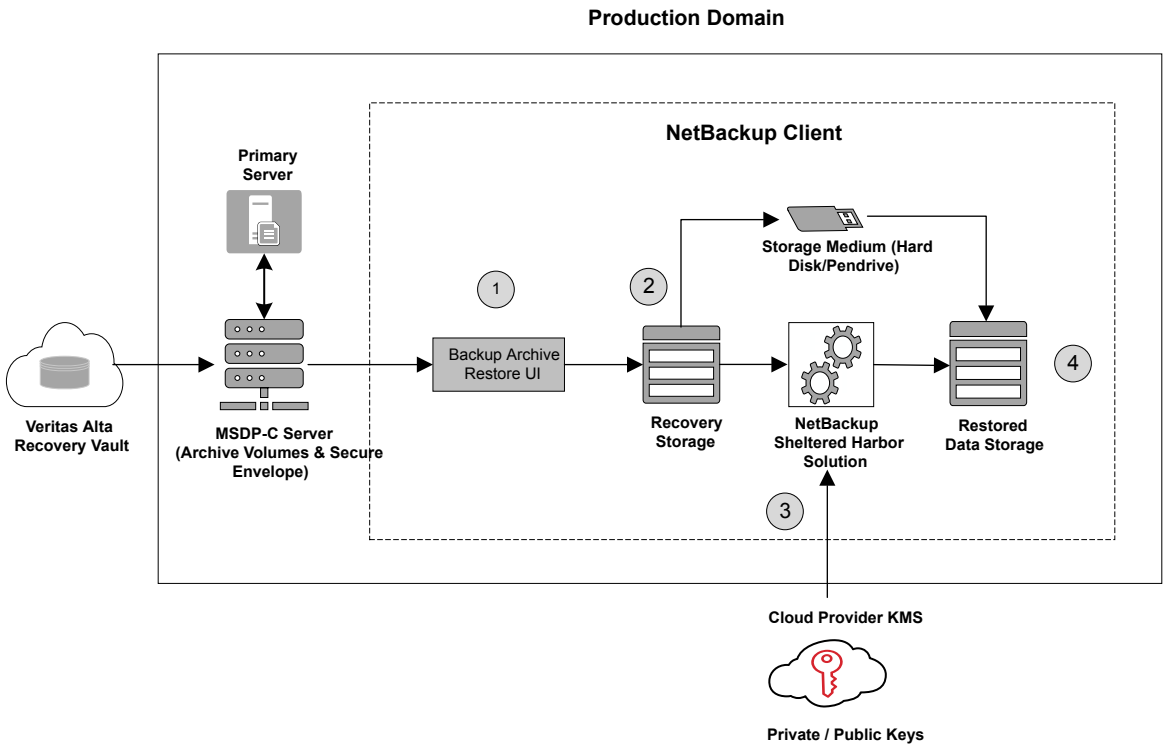 Production Domain
NetBackup Client
Primary
Server
Storage Medium (Hard
Disk/Pendrive)
1
2
Backup Archive
Restore UI
4
Veritas Alta
Recovery Vault
MSDP-C Server
(Archive Volumes & Secure
Envelope)
Recovery
Storage
NetBackup
Sheltered Harbor
Solution
Restored
Data Storage
3
Cloud Provider KMS
Private / Public Keys